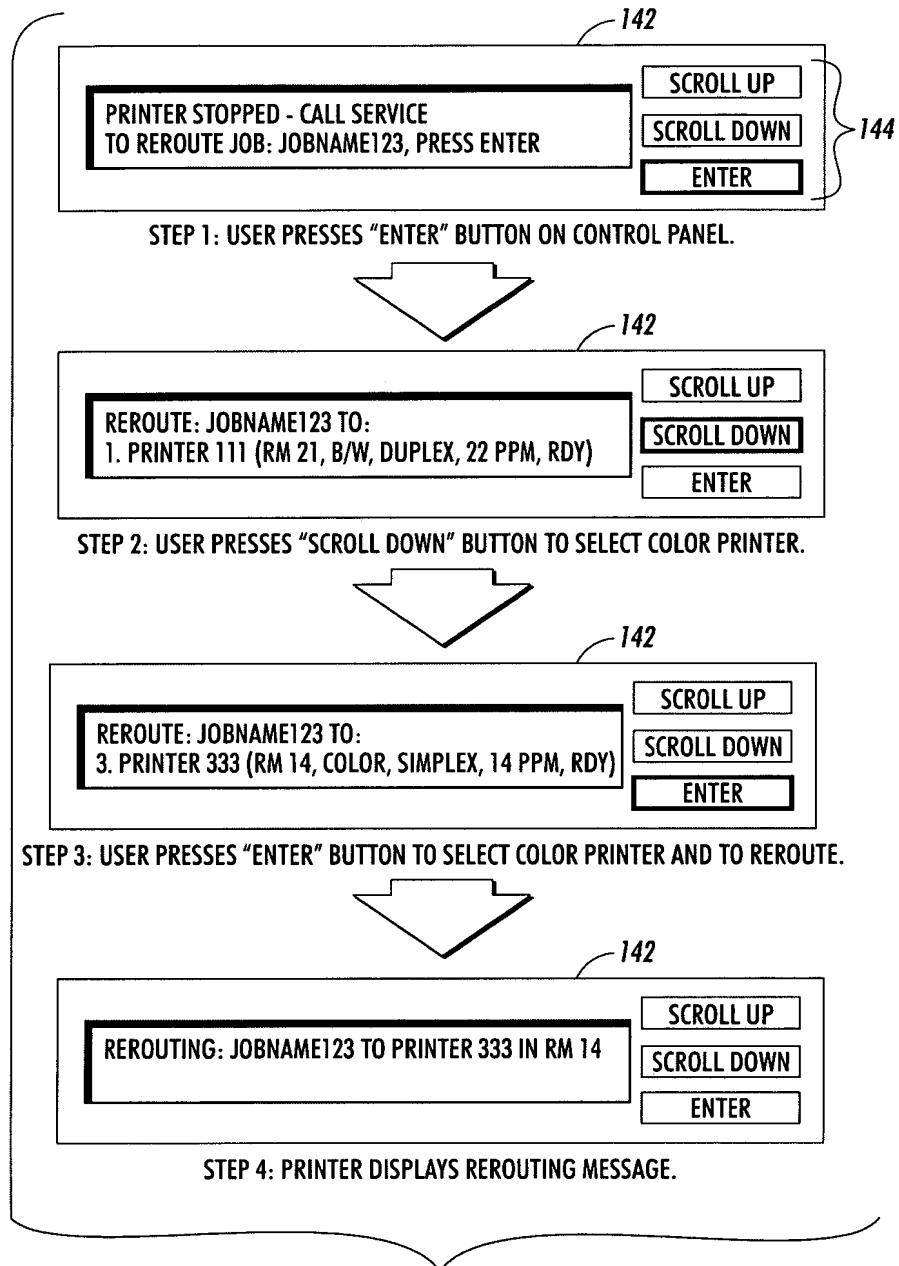 142
PRINTER STOPPED - CALL SERVICE
TO REROUTE JOB: JOBNAME123, PRESS ENTER
SCROLL UP
SCROLL DOWN
ENTER
144
STEP 1: USER PRESSES “ENTER” BUTTON ON CONTROL PANEL.
142
REROUTE: JOBNAME123 TO:
1. PRINTER 111 (RM 21, B/W, DUPLEX, 22 PPM, RDY)
SCROLL UP
SCROLL DOWN
ENTER
STEP 2: USER PRESSES “SCROLL DOWN” BUTTON TO SELECT COLOR PRINTER.
142
REROUTE: JOBNAME123 TO:
3. PRINTER 333 (RM 14, COLOR, SIMPLEX, 14 PPM, RDY)
SCROLL UP
SCROLL DOWN
ENTER
STEP 3: USER PRESSES “ENTER” BUTTON TO SELECT COLOR PRINTER AND TO REROUTE.
142
REROUTING: JOBNAME123 TO PRINTER 333 IN RM 14
SCROLL UP
SCROLL DOWN
ENTER
STEP 4: PRINTER DISPLAYS REROUTING MESSAGE.